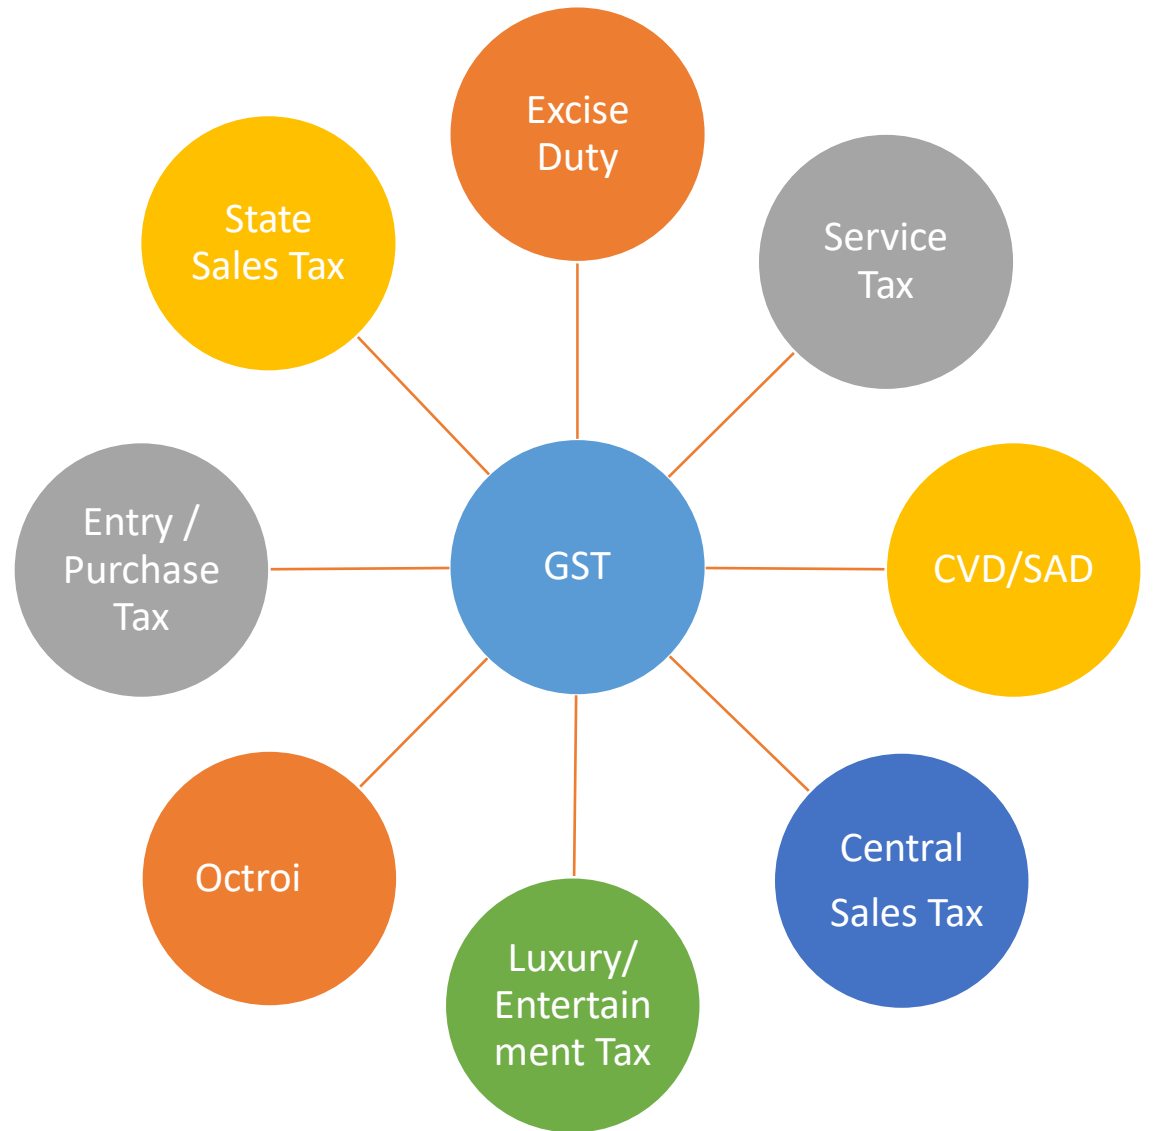 Excise
Duty
Service
Tax
CVD/SAD
Central
Sales Tax
Luxury/
Entertain
ment Tax
Octroi
Entry /
Purchase
Tax
State
Sales Tax
GST